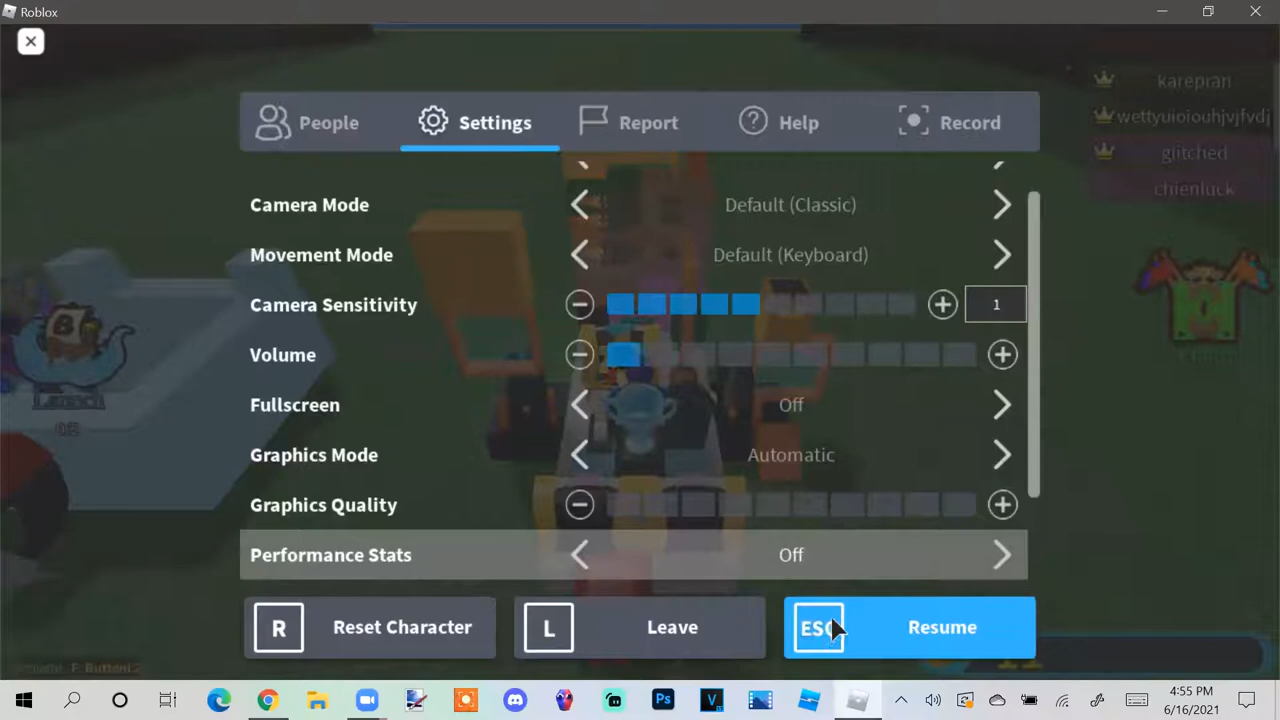 Roblox
karepran
wettyuioiouhjvjfvdj
People
Settings
Report
Help
Record
giitched
chienluck
Camera Mode
Default (Classic)
Movement Mode
Default (Keyboard)
Camera Sensitivity
1
Volume
Fullscreen
Off
Graphics Mode
Automatic
Graphics Quality
Performance Stats
Off
R
Reset Character
L
Leave
ESC
Resume
4:55 PM
6/16/2021
Ps
V
B